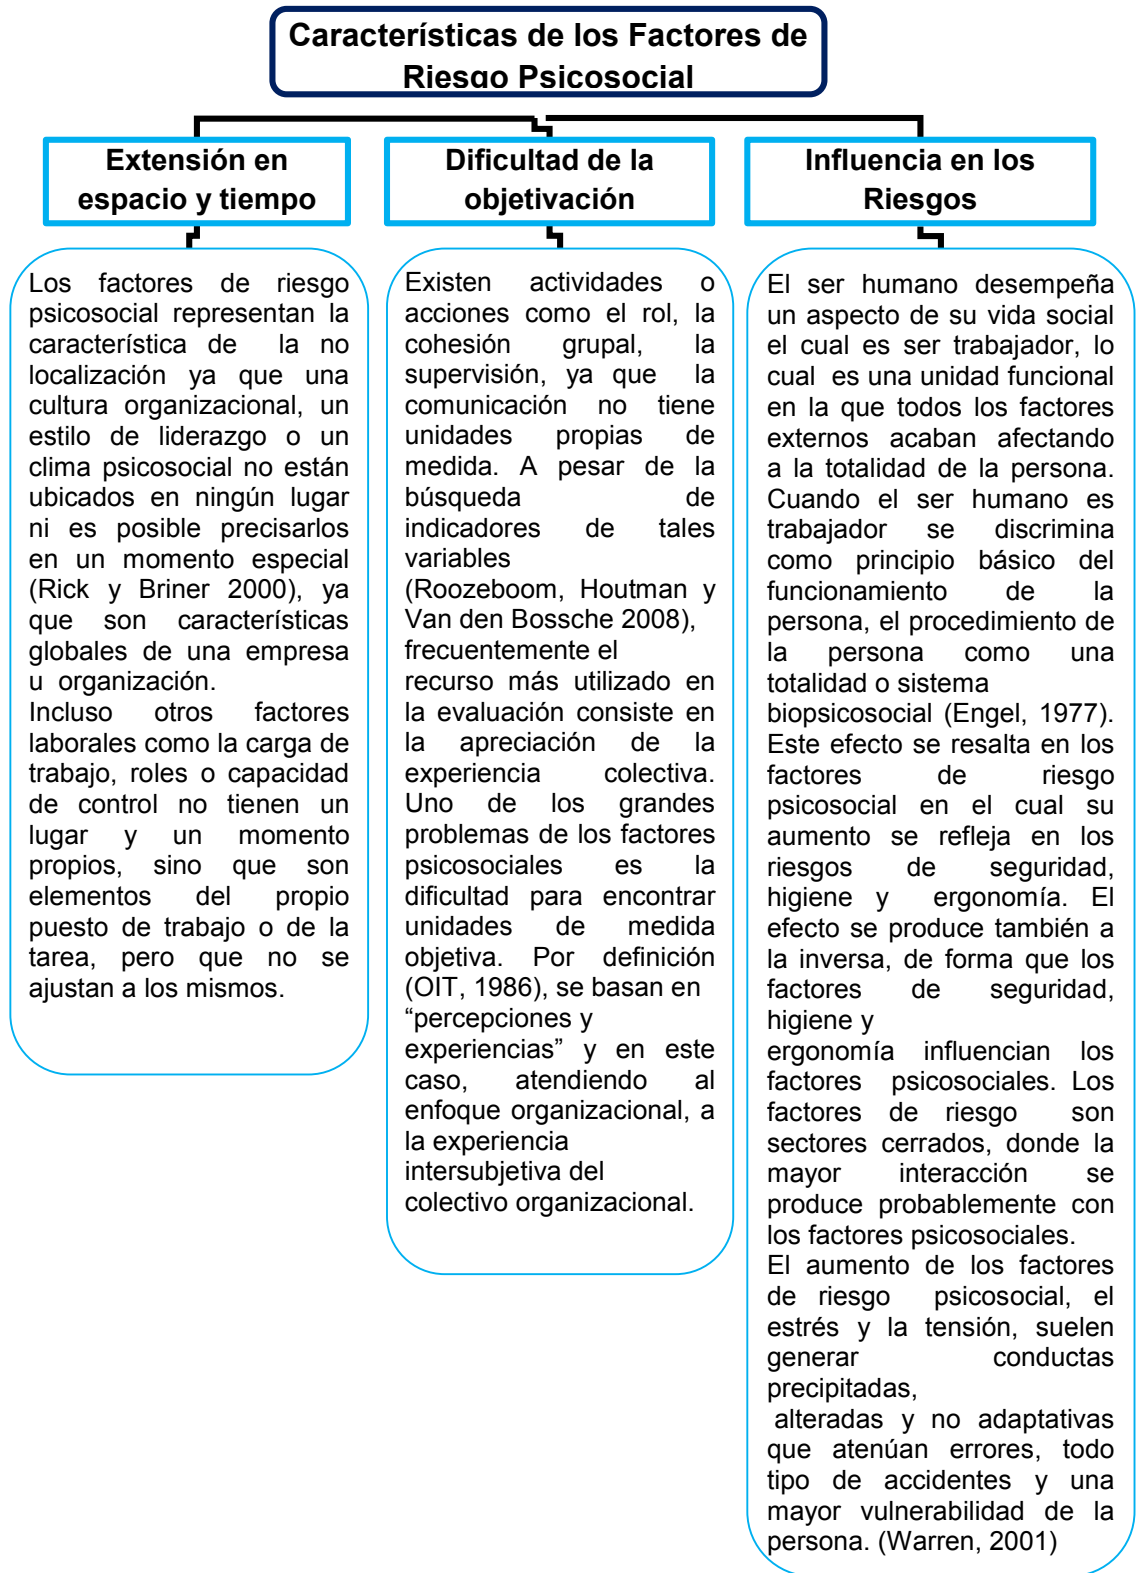 Características de los Factores de
Riesgo Psicosocial
Extensión en
espacio y tiempo
Los factores de riesgo
psicosocial representan la
característica de la no
localización ya que una
cultura organizacional, un
estilo de liderazgo o un
clima psicosocial no están
ubicados en ningún lugar
ni es posible precisarlos
en un momento especial
(Rick y Briner 2000), ya
que son características
globales de una empresa
u organización.
Incluso otros factores
laborales como la carga de
trabajo, roles o capacidad
de control no tienen un
lugar y un momento
propios, sino que son
elementos del propio
puesto de trabajo o de la
tarea, pero que no se
ajustan a los mismos.
Dificultad de la
objetivación
Existen actividades o
acciones como el rol, la
cohesión grupal, la
supervisión, ya que la
comunicación no tiene
unidades propias de
medida. A pesar de la
búsqueda de
indicadores de tales
variables
(Roozeboom, Houtman y
Van den Bossche 2008),
frecuentemente el
recurso más utilizado en
la evaluación consiste en
la apreciación de la
experiencia colectiva.
Uno de los grandes
problemas de los factores
psicosociales es la
dificultad para encontrar
unidades de medida
objetiva. Por definición
(OIT, 1986), se basan en
“percepciones y
experiencias” y en este
caso, atendiendo al
enfoque organizacional, a
la experiencia
intersubjetiva del
colectivo organizacional.
Influencia en los
Riesgos
El ser humano desempeña
un aspecto de su vida social
el cual es ser trabajador, lo
cual es una unidad funcional
en la que todos los factores
externos acaban afectando
a la totalidad de la persona.
Cuando el ser humano es
trabajador se discrimina
como principio básico del
funcionamiento de la
persona, el procedimiento de
la persona como una
totalidad o sistema
biopsicosocial (Engel, 1977).
Este efecto se resalta en los
factores de riesgo
psicosocial en el cual su
aumento se refleja en los
riesgos de seguridad,
higiene y ergonomía. El
efecto se produce también a
la inversa, de forma que los
factores de seguridad,
higiene y
ergonomía influencian los
factores psicosociales. Los
factores de riesgo son
sectores cerrados, donde la
mayor interacción se
produce probablemente con
los factores psicosociales.
El aumento de los factores
de riesgo psicosocial, el
estrés y la tensión, suelen
generar conductas
precipitadas,
alteradas y no adaptativas
que atenúan errores, todo
tipo de accidentes y una
mayor vulnerabilidad de la
persona. (Warren, 2001)